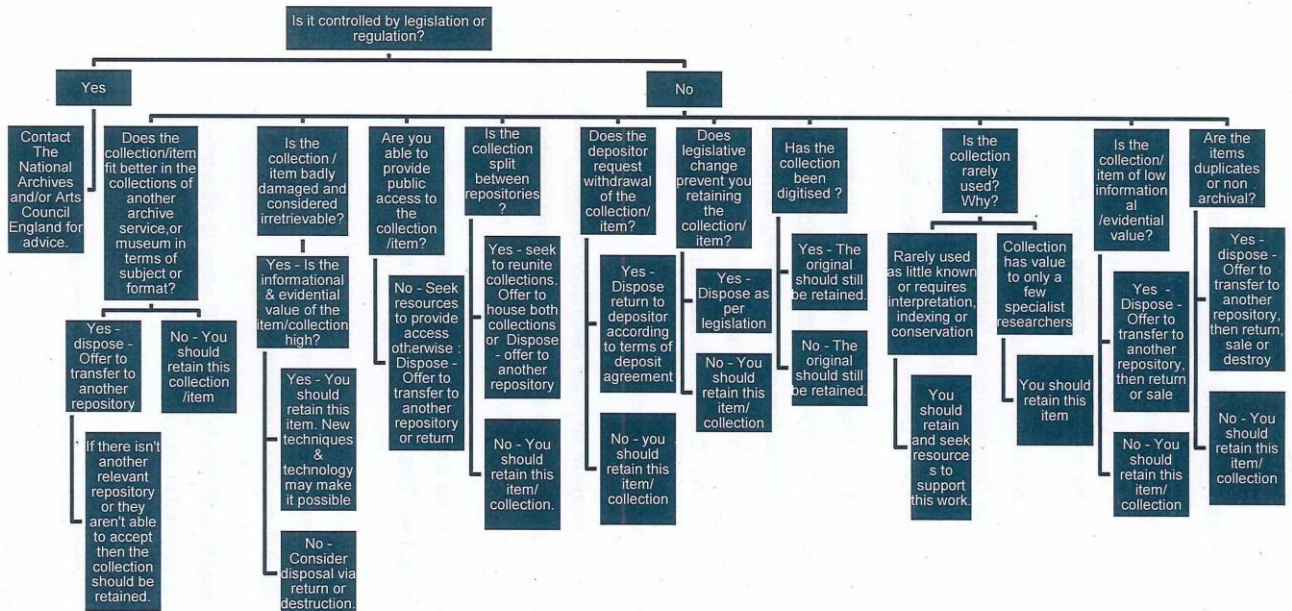 Is it controlled by legislation or
regulation?
Yes
No
Contact
The
National
Archives
and/or Arts
Council
England for
advice.
Does the
collection/item
fit better in the
collections of
another
archive
service,or
museum in
terms of
subject or
format?
Yes -
dispose -
Offer to
transfer to
another
repository
If there isn't
another
relevant
repository
or they
aren't able
to accept
then the
collection
should be
retained.
No - You
should
retain this
collection
/item
Is the
collection /
item badly
damaged and
considered
irretrievable?
Yes - Is the
informational
& evidential
value of the
item/collection
high?
Yes - You
should
retain this
item. New
techniques
&
technology
may make
it possible
No -
Consider
disposal via
return or
destruction.
Are you
able to
provide
public
access to
the
collection
/item?
No - Seek
resources
to provide
access
otherwise :
Dispose -
Offer to
transfer to
another
repository
or return
Is the
collection
split
between
repositories
?
Yes - seek
to reunite
collections.
Offer to
house both
collections
or Dispose
- offer to
another
repository
No - You
should
retain this
item/
collection.
Does the
depositor
request
withdrawal
of the
collection/
item?
Yes -
Dispose
return to
depositor
according
to terms of
deposit
agreement
No - you
should
retain this
item/
collection
Does
legislative
change
prevent you
retaining
the
collection/
item?
Yes -
Dispose as
per
legislation
No - You
should
retain this
item/
collection
Has the
collection
been
digitised ?
Yes - The
original
should still
be retained.
No - The
original
should still
be retained.
Is the
collection
rarely
used?
Why?
Rarely used
as little known
or requires
interpretation,
indexing or
conservation
You
should
retain
and seek
resource
s to
support
this work.
Collection
has value
to only a
few
specialist
researchers
You should
retain this
item
Is the
collection/
item of low
information
al
/evidential
value?
Yes -
Dispose -
Offer to
transfer to
another
repository,
then return
or sale
No - You
should
retain this
item/
collection
Are the
items
duplicates
or non
archival?
Yes -
dispose -
Offer to
transfer to
another
repository,
then return,
sale or
destroy
No - You
should
retain this
item/
collection